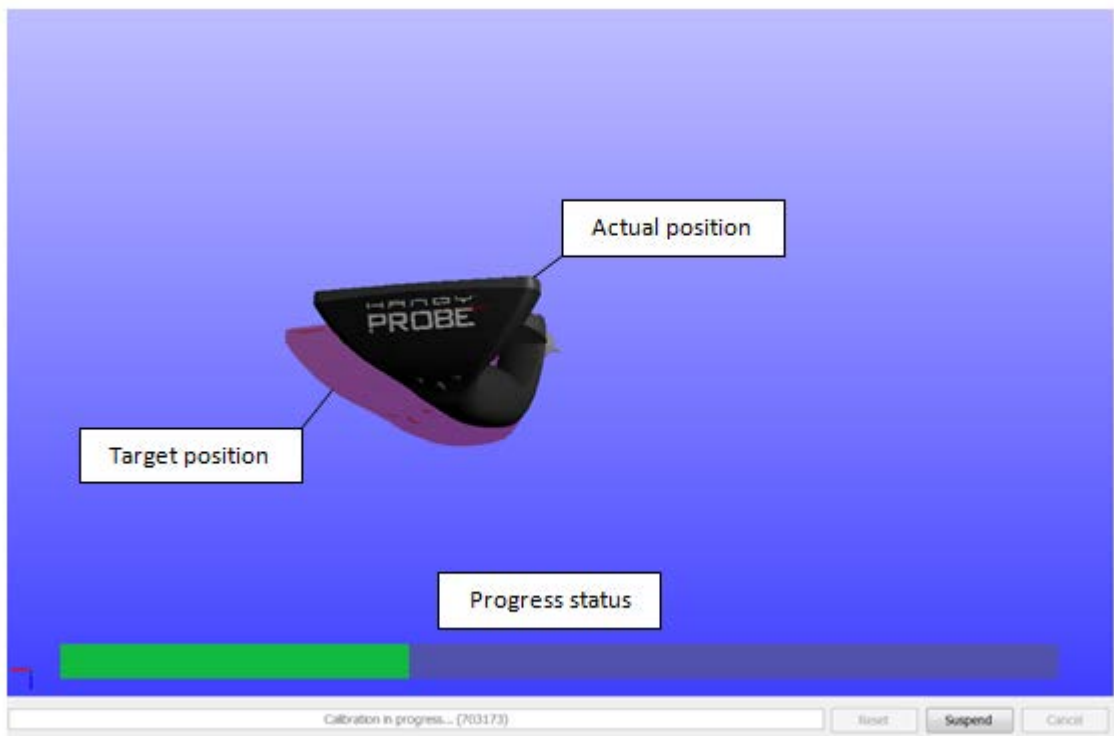 Actual position
HANDY
PROBE
Target position
Progress status
Calibration in progress... (703173)
Reset
Suspend
Cancel